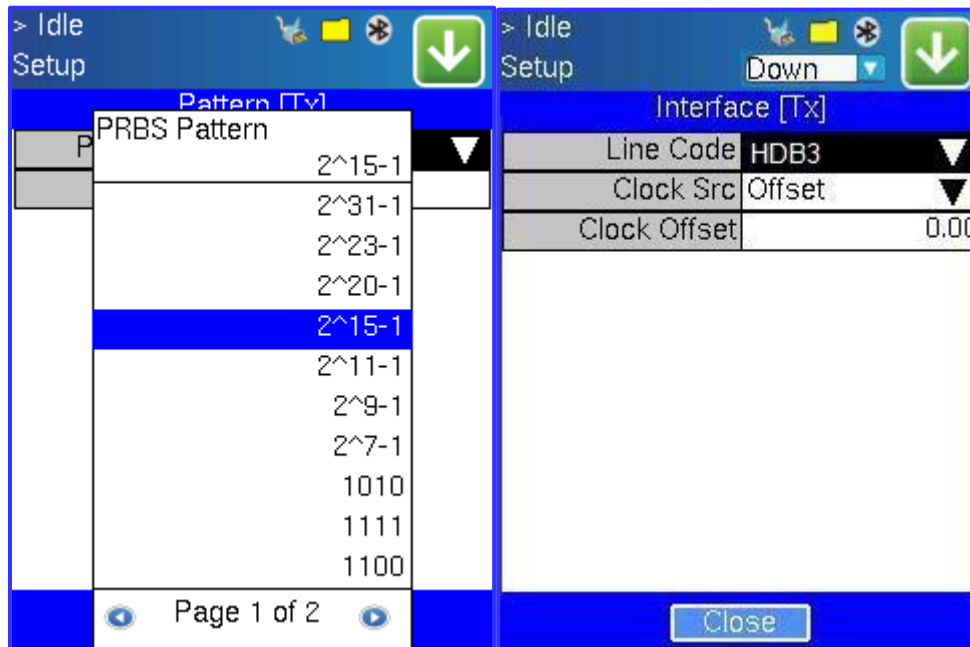 > Idle
Setup
Pattern [Tx]
P
PRBS Pattern
2^15-1
2^31-1
2^23-1
2^20-1
2^15-1
2^11-1
2^9-1
2^7-1
1010
1111
1100
Page 1 of 2
> Idle
Setup
Down
Interface [Tx]
Line Code HDB3
Clock Src Offset
Clock Offset 0.00
Close